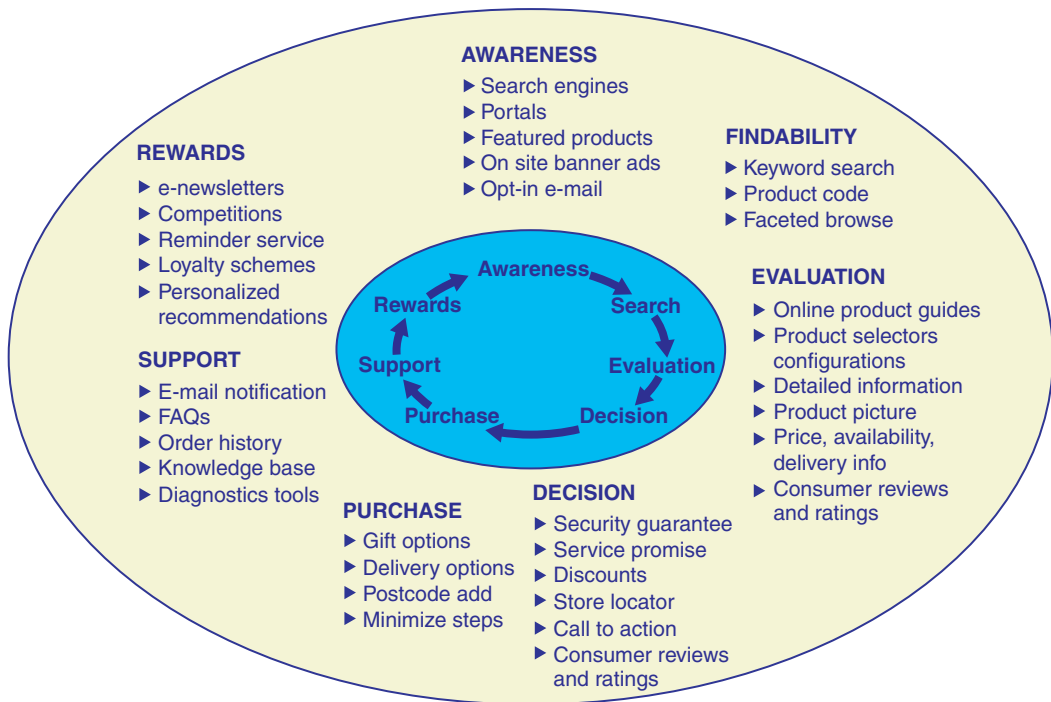 AWARENESS
Search engines
Portals
Featured products
On site banner ads
Opt-in e-mail
FINDABILITY
Keyword search
Product code
Faceted browse
EVALUATION
Online product guides
Product selectors
configurations
Detailed information
Product picture
Price, availability,
delivery info
Consumer reviews
and ratings
DECISION
Security guarantee
Service promise
Discounts
Store locator
Call to action
Consumer reviews
and ratings
PURCHASE
Gift options
Delivery options
Postcode add
Minimize steps
SUPPORT
E-mail notification
FAQs
Order history
Knowledge base
Diagnostics tools
REWARDS
e-newsletters
Competitions
Reminder service
Loyalty schemes
Personalized
recommendations
Awareness
Search
Evaluation
Decision
Purchase
Support
Rewards